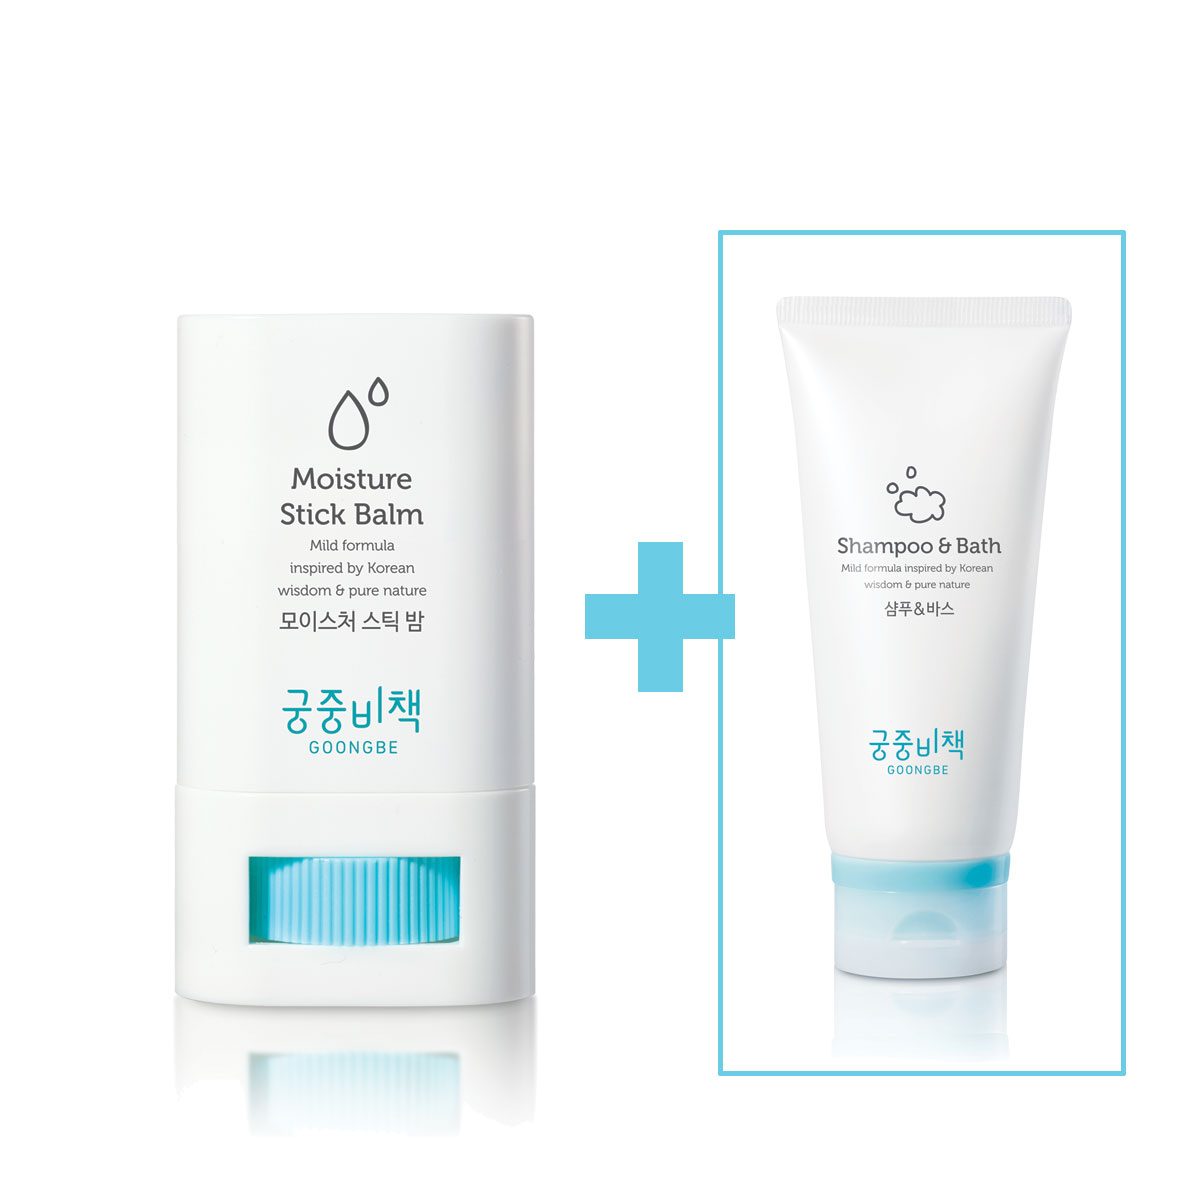 Moisture
Stick Balm
Mild formula
inspired by Korean
wisdom & pure nature
모이스처 스틱 밤
궁중비책
GOONGBE
Shampoo & Bath
Mild formula inspired by Korean
wisdom & pure nature
샴푸&바스
궁중비책
GOONGBE